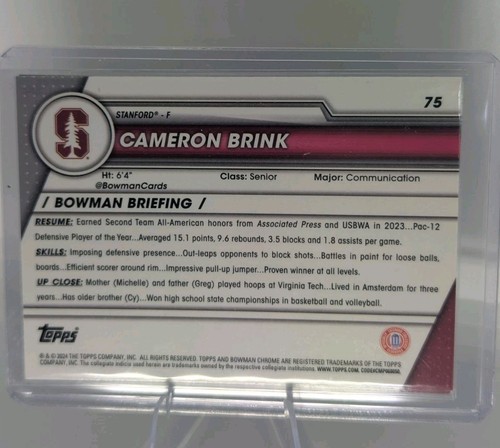 75
STANFORD® - F
CAMERON BRINK
Ht: 6'4" Class: Senior Major: Communication
@BowmanCards
/ BOWMAN BRIEFING /
RESUME: Earned Second Team All-American honors from Associated Press and USBWA in 2023...Pac-12
Defensive Player of the Year...Averaged 15.1 points, 9.6 rebounds, 3.5 blocks and 1.8 assists per game.
SKILLS: Imposing defensive presence...Out-leaps opponents to block shots...Battles in paint for loose balls,
boards...Efficient scorer around rim...Impressive pull-up jumper...Proven winner at all levels.
UP CLOSE: Mother (Michelle) and father (Greg) played hoops at Virginia Tech...Lived in Amsterdam for three
years...Has older brother (Cy)...Won high school state championships in basketball and volleyball.
Topps
® & © 2024 THE TOPPS COMPANY, INC. ALL RIGHTS RESERVED. TOPPS AND BOWMAN CHROME ARE REGISTERED TRADEMARKS OF THE TOPPS
COMPANY, INC. The collegiate indicia used herein are trademarks owned by the respective collegiate institutions. WWW.TOPPS.COM.